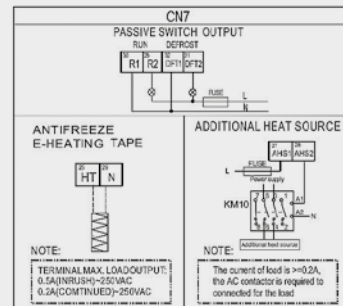 CN7
PASSIVE SWITCH OUTPUT
RUN DEFROST
R1 R2 DFT1 DFT2
FUSE
L
N
ANTIFREEZE
E-HEATING TAPE
HT N
NOTE:
TERMINAL MAX. LOADOUTPUT:
0.5A(INRUSH)~250VAC
0.2A(COMTINUED)~250VAC
ADDITIONAL HEAT SOURCE
AHS1 AHS2
FUSE
L
Power supply
KM10
A1
A2
N
Additional heat source
NOTE:
The current of load is >=0.2A,
the AC contactor is required to
connected for the load